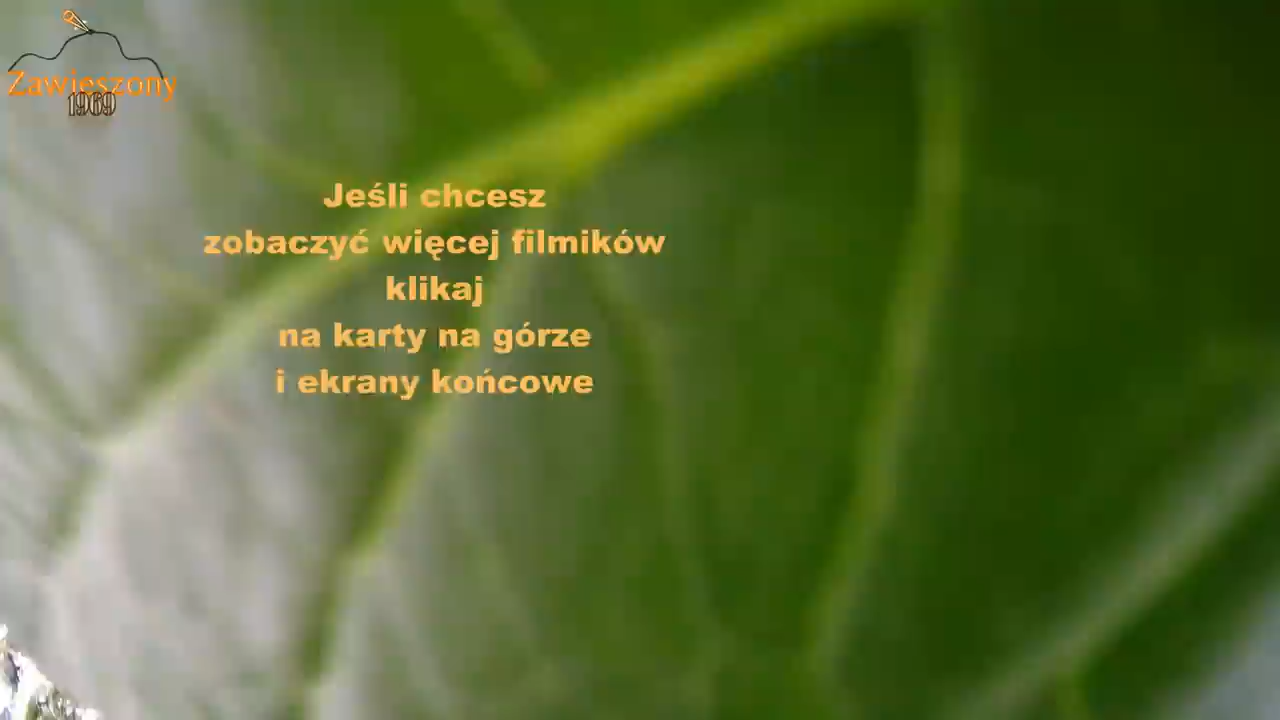 Zawieszony
1969
Jeśli chcesz
zobaczyć więcej filmików
klikaj
na karty na górze
i ekrany końcowe